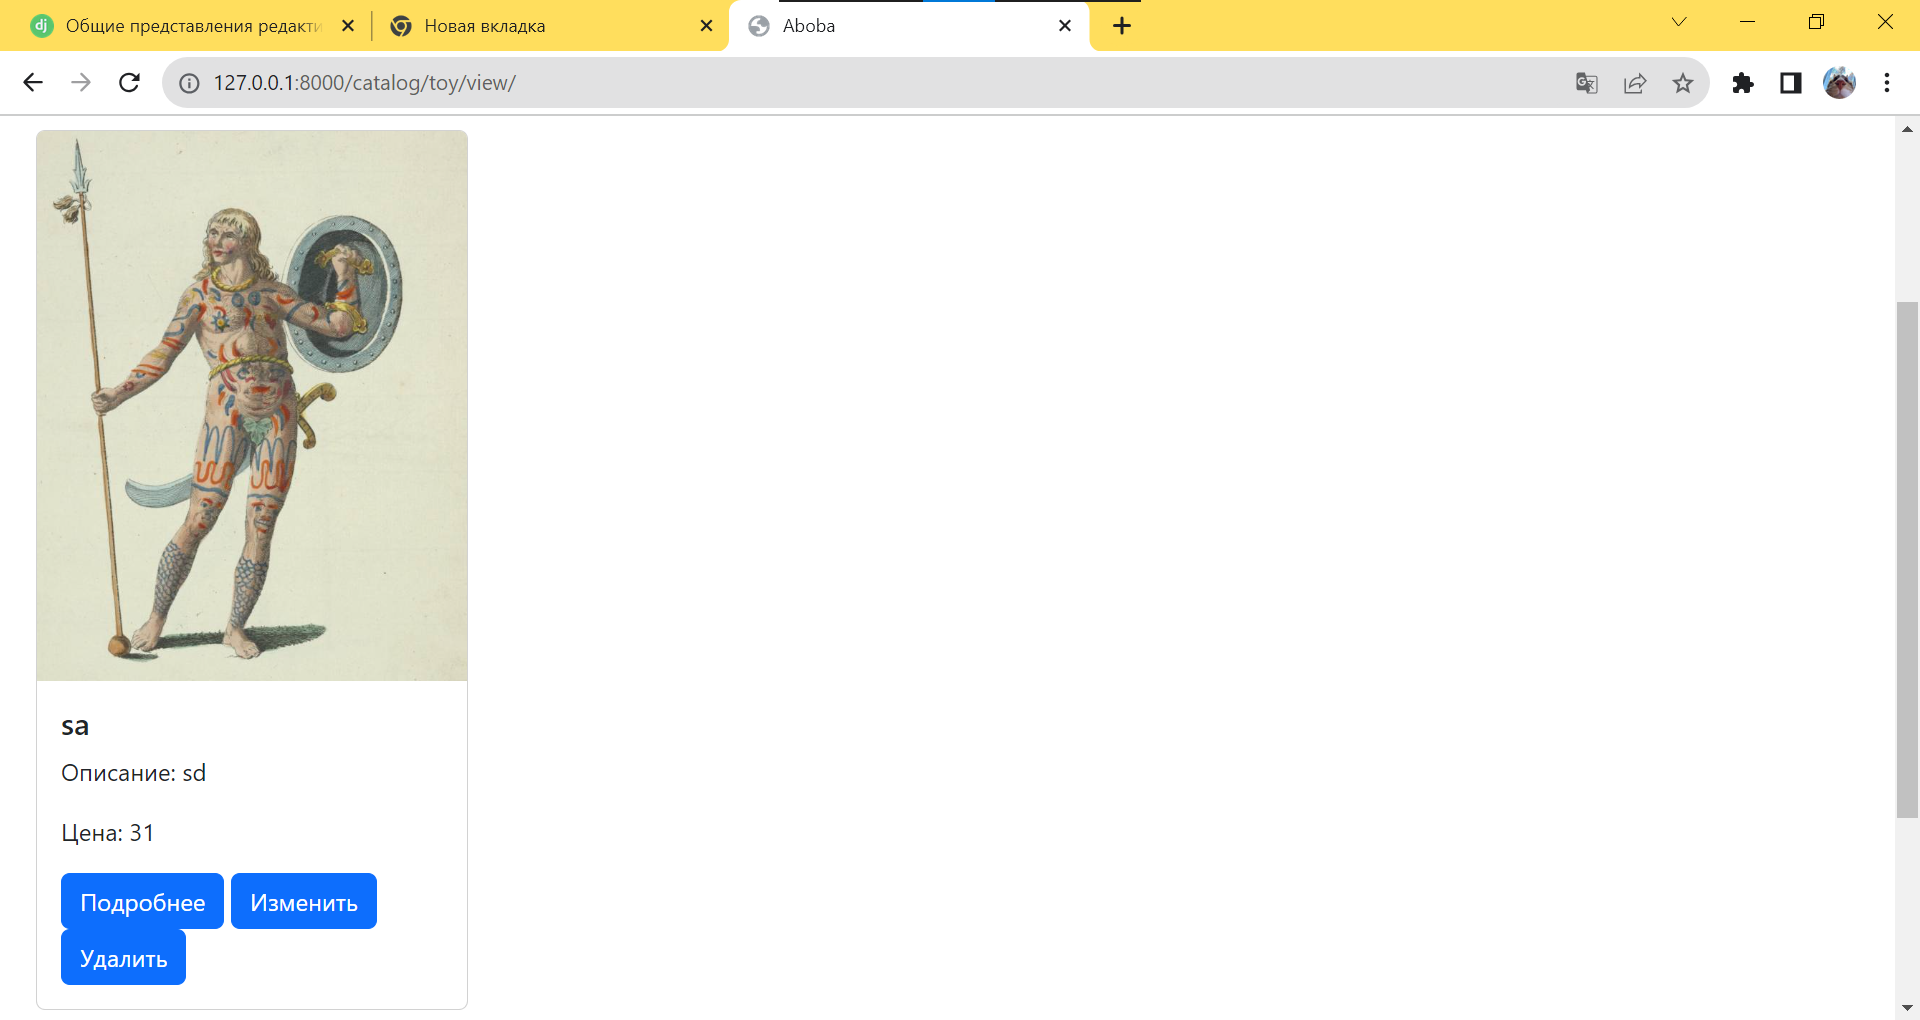 dj Общие представления редакти
Новая вкладка
Aboba
127.0.0.1:8000/catalog/toy/view/
sa
Описание: sd
Цена: 31
Подробнее Изменить
Удалить